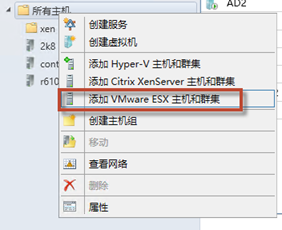 所有主机
AD2
xen
创建服务
2k8
创建虚拟机
cont
添加 Hyper-V 主机和群集
r610
添加 Citrix XenServer 主机和群集
添加 VMware ESX 主机和群集
创建主机组
移动
查看网络
删除
属性